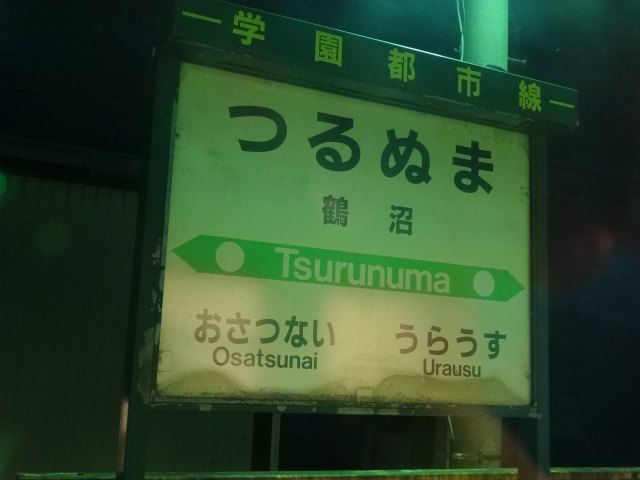 学園都市線
つるぬま
鶴沼
Tsurunuma
おさつない うらうす
Osatsunai Urausu